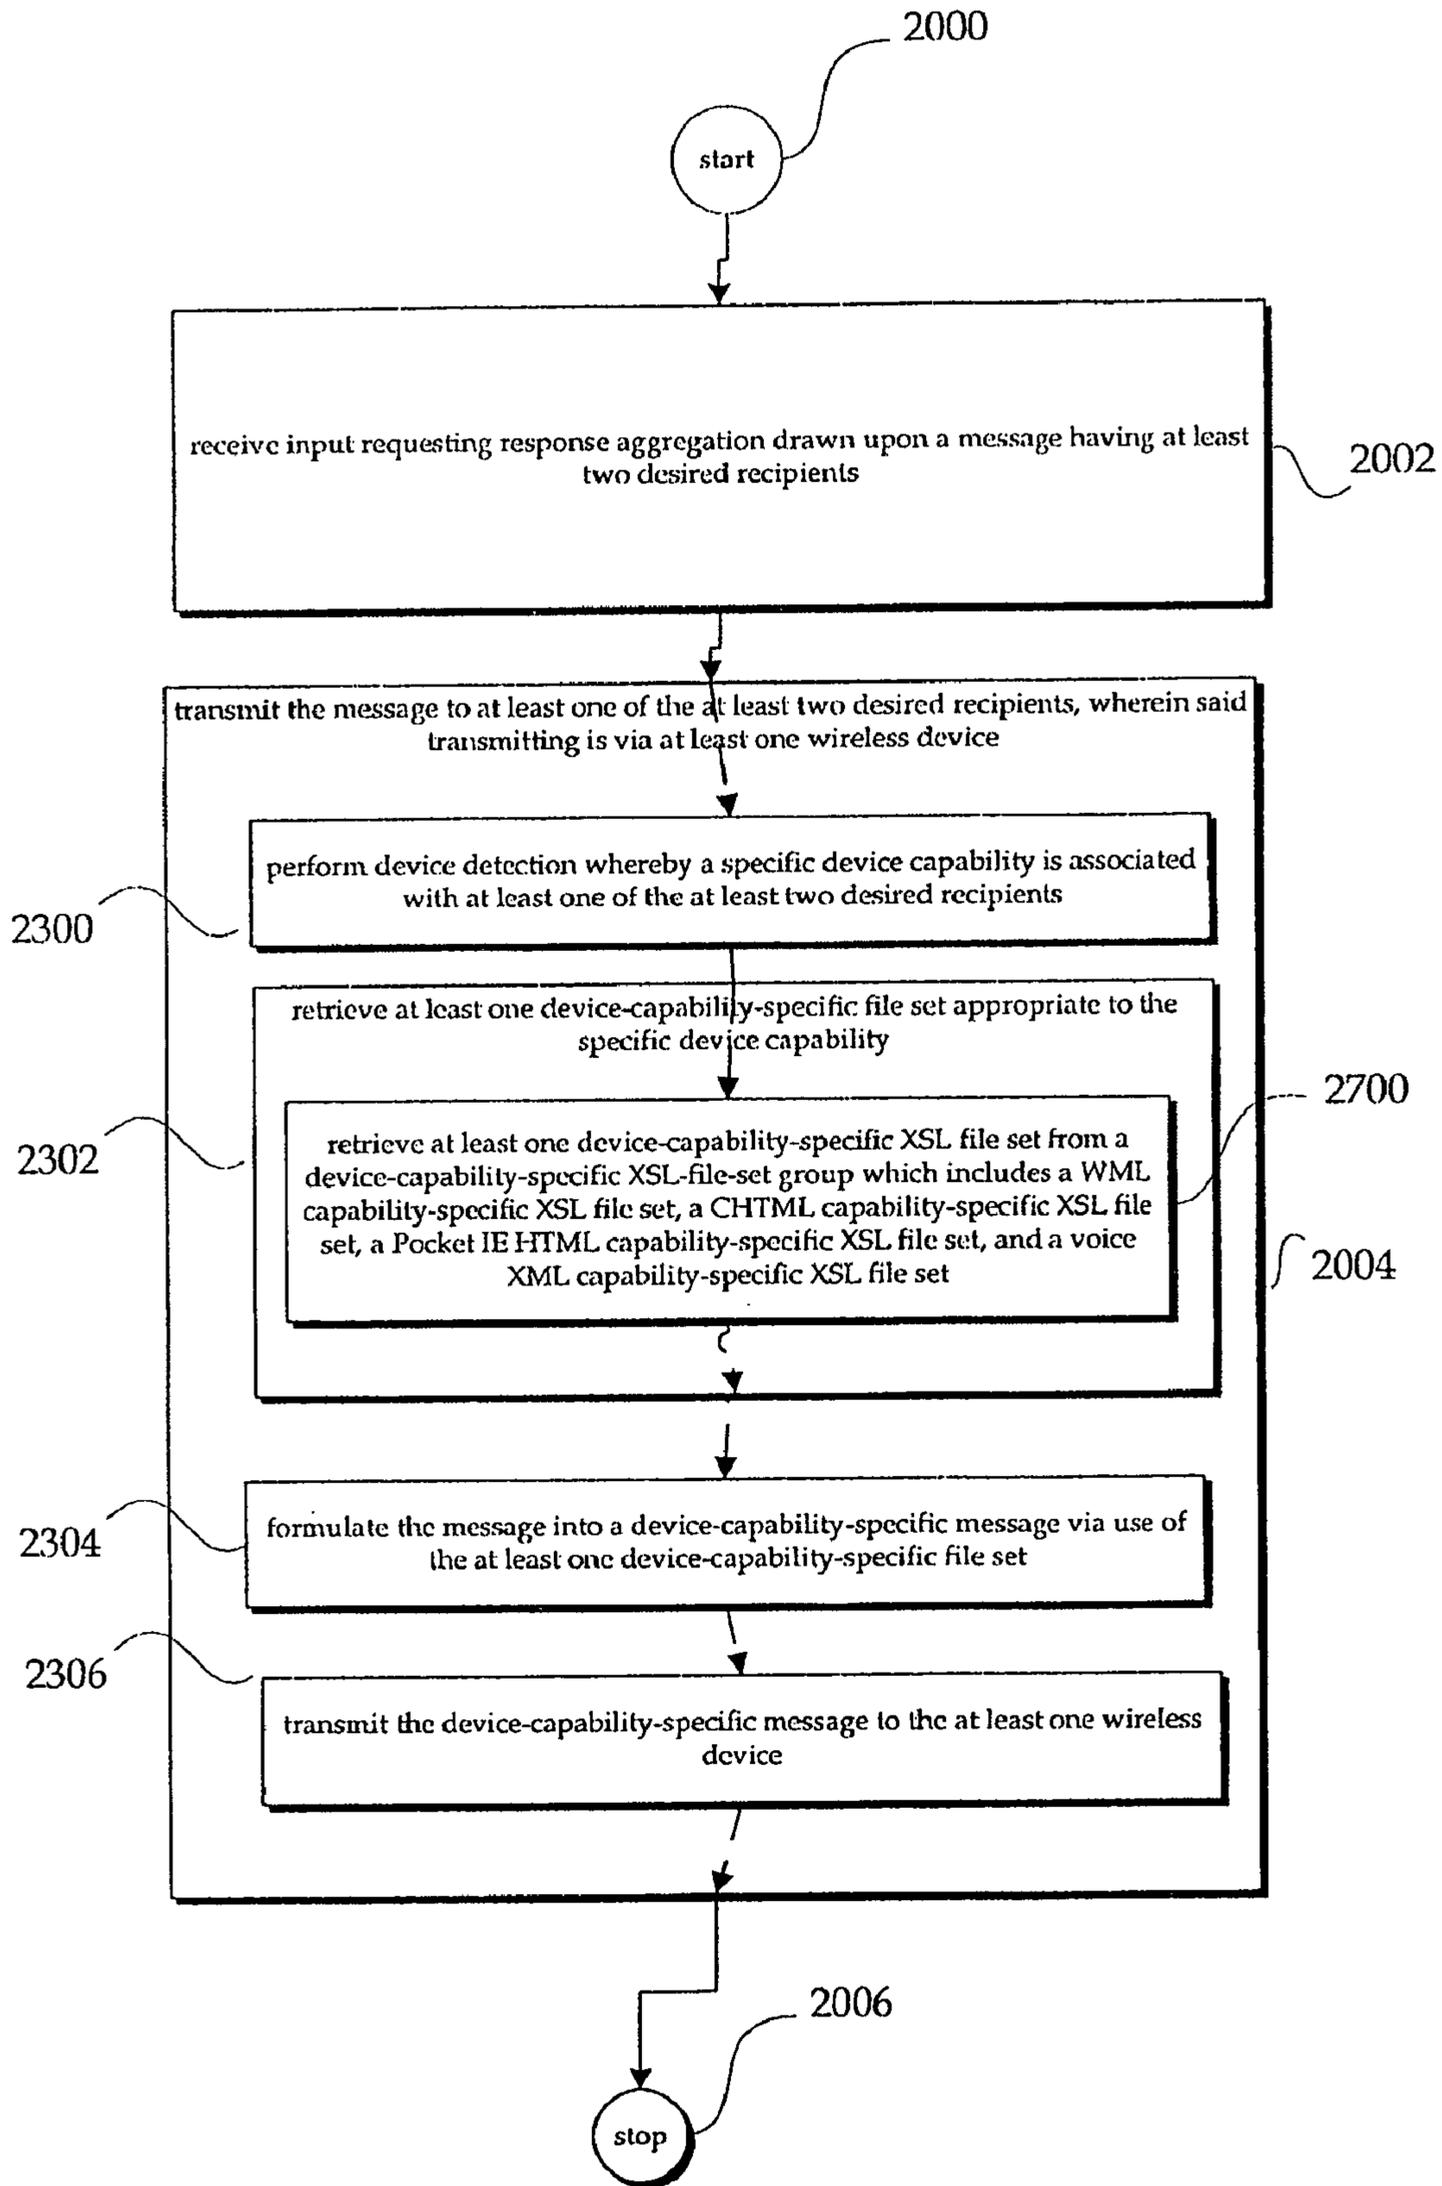 2000
start
receive input requesting response aggregation drawn upon a message having at least
two desired recipients
2002
transmit the message to at least one of the at least two desired recipients, wherein said
transmitting is via at least one wireless device
perform device detection whereby a specific device capability is associated
with at least one of the at least two desired recipients
2300
retrieve at least one device-capability-specific file set appropriate to the
specific device capability
2700
2302
retrieve at least one device-capability-specific XSL file set from a
device-capability-specific XSL-file-set group which includes a WML
capability-specific XSL file set, a CHTML capability-specific XSL file
set, a Pocket IE HTML capability-specific XSL file set, and a voice
XML capability-specific XSL file set
2004
2304
formulate the message into a device-capability-specific message via use of
the at least one device-capability-specific file set
2306
transmit the device-capability-specific message to the at least one wireless
device
2006
stop